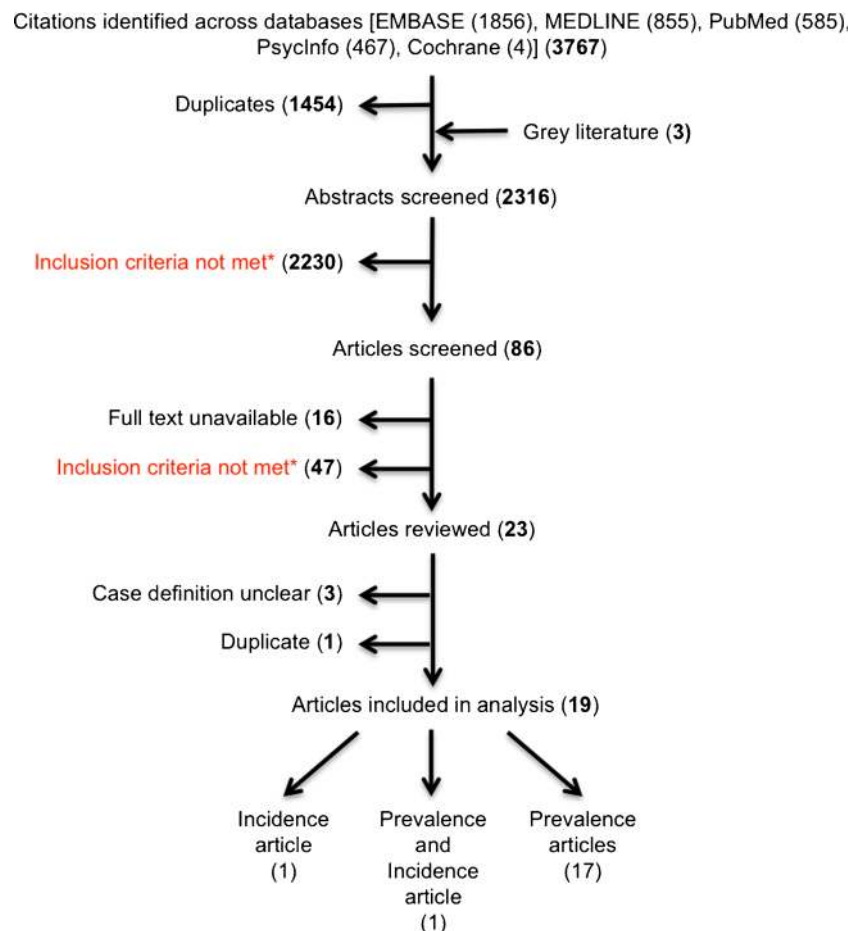 Citations identified across databases [EMBASE (1856), MEDLINE (855), PubMed (585),
PsycInfo (467), Cochrane (4)] (3767)
Duplicates (1454)
Grey literature (3)
Abstracts screened (2316)
Inclusion criteria not met* (2230)
Articles screened (86)
Full text unavailable (16)
Inclusion criteria not met* (47)
Articles reviewed (23)
Case definition unclear (3)
Duplicate (1)
Articles included in analysis (19)
Incidence
article
(1)
Prevalence
and
Incidence
article
(1)
Prevalence
articles
(17)